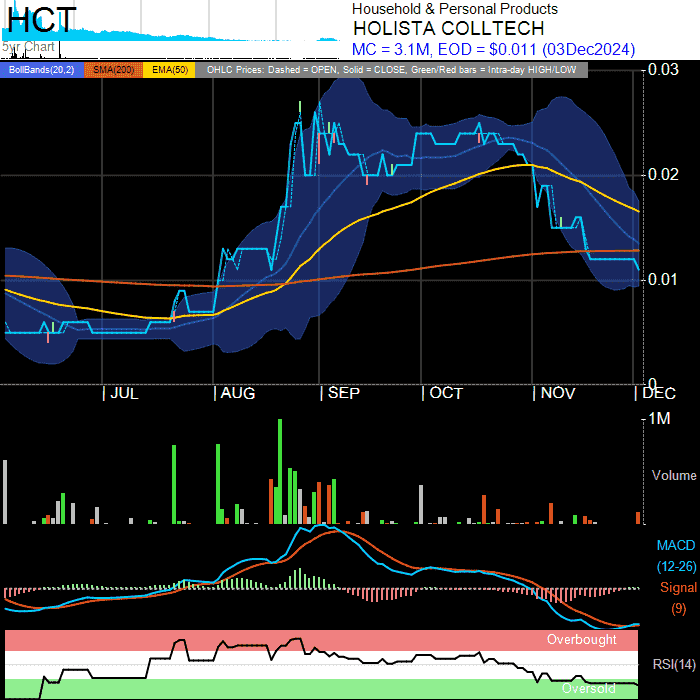 HCT
5yr Chart
Household & Personal Products
HOLISTA COLLTECH
MC = 3.1M, EOD = $0.011 (03Dec2024)
BollBands(20,2) SMA(200) EMA(50) OHLC Prices: Dashed = OPEN, Solid = CLOSE, Green/Red bars = Intra-day HIGH/LOW
0.03
0.02
0.01
0
JUL AUG SEP OCT NOV DEC
1M
Volume
MACD
(12-26)
Signal
(9)
Overbought
RSI(14)
Oversold